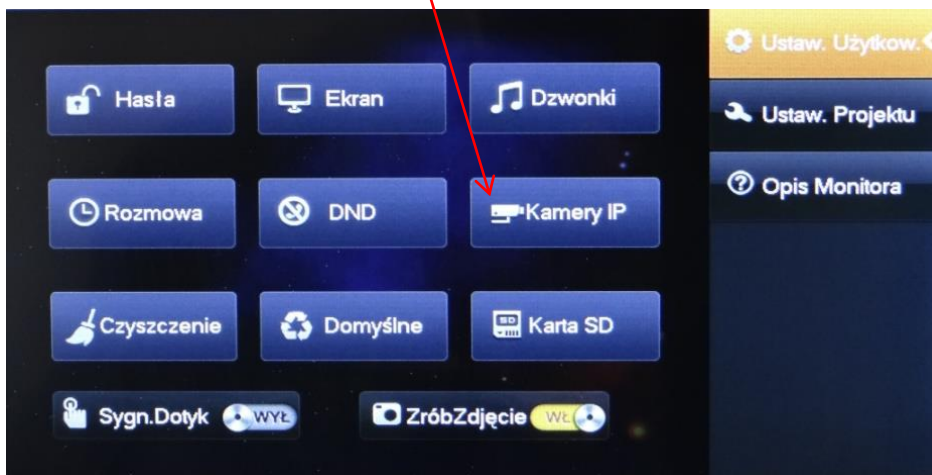 Hasła
Ekran
Dzwonki
Rozmowa
DND
Kamery IP
Czyszczenie
Domyślne
SD
Karta SD
Sygn.Dotyk WYŁ
ZróbZdjęcie WŁ
Ustaw. Użytkow.
Ustaw. Projektu
Opis Monitora